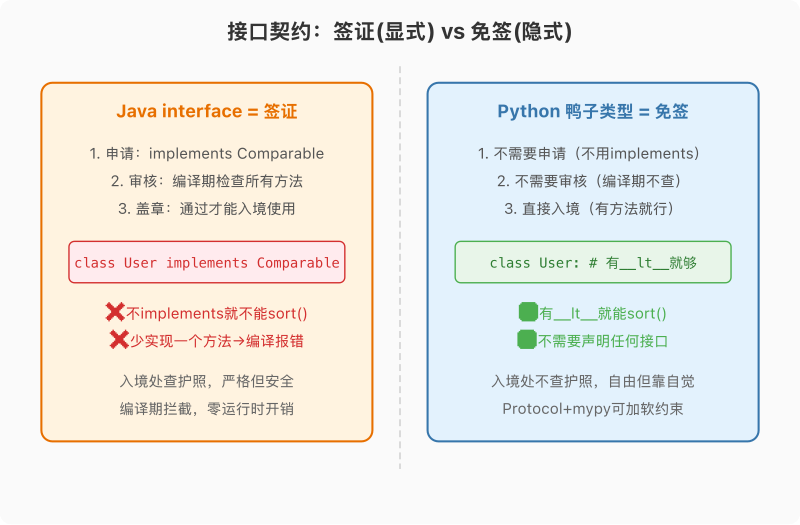 接口契约：签证(显式) vs 免签(隐式)
Java interface = 签证
1. 申请：implements Comparable
2. 审核：编译期检查所有方法
3. 盖章：通过才能入境使用
class User implements Comparable
❌不implements就不能sort()
❌少实现一个方法→编译报错
入境处查护照，严格但安全
编译期拦截，零运行时开销
Python 鸭子类型 = 免签
1. 不需要申请（不用implements）
2. 不需要审核（编译期不查）
3. 直接入境（有方法就行）
class User: # 有__lt__就够
有__lt__就能sort()
不需要声明任何接口
入境处不查护照，自由但靠自觉
Protocol+mypy可加软约束